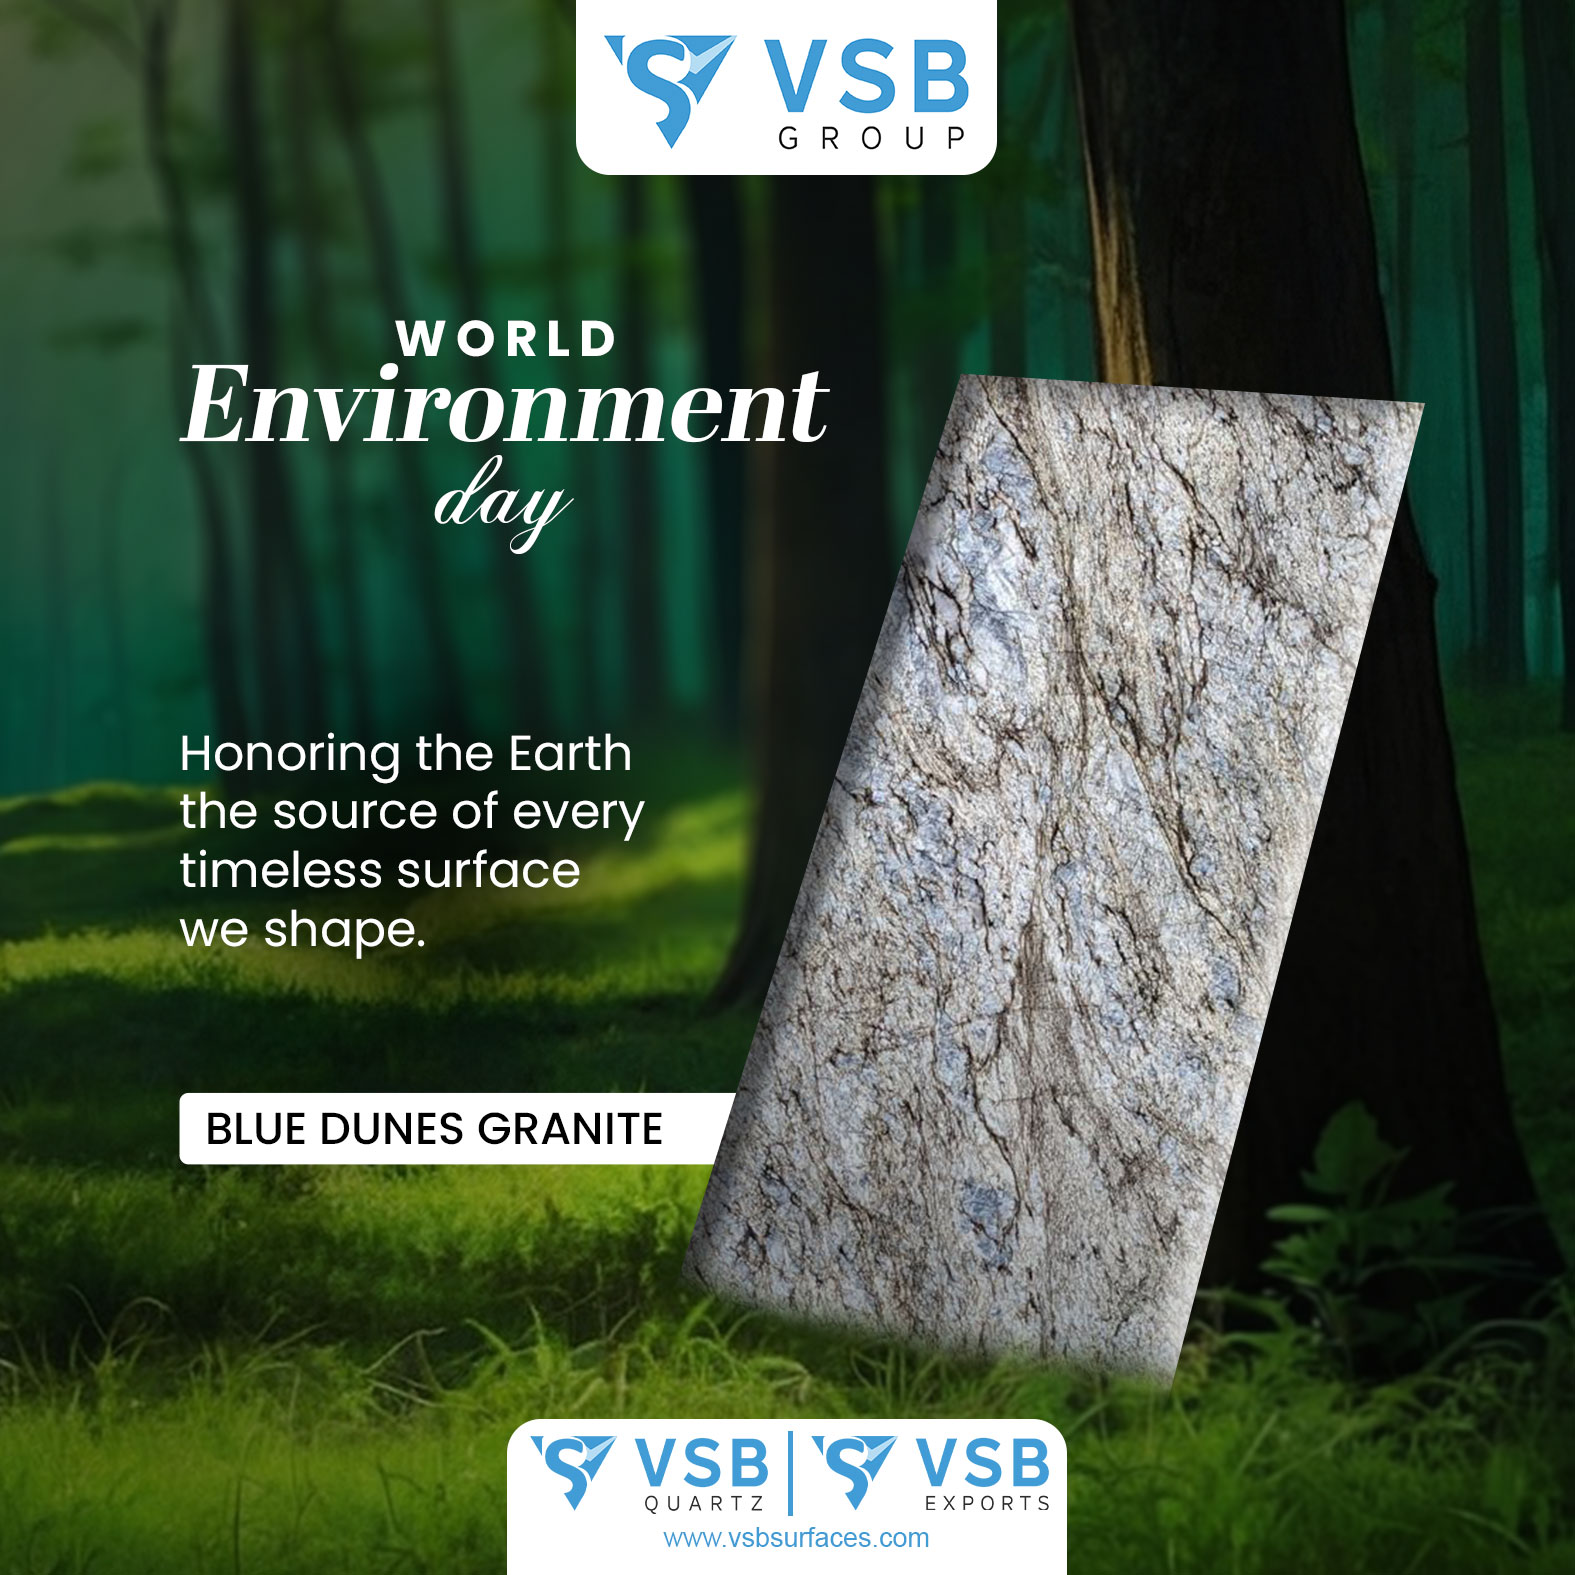 VSB
GROUP
WORLD
Environment
day
Honoring the Earth
the source of every
timeless surface
we shape.
BLUE DUNES GRANITE
VSB
QUARTZ
VSB
EXPORTS
www.vsbsurfaces.com